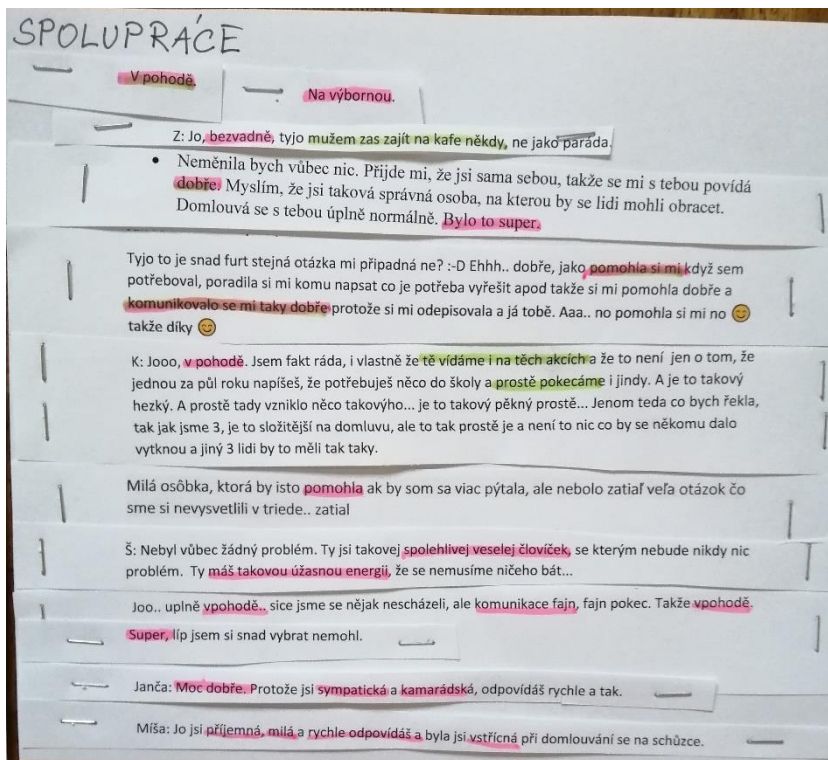 SPOLUPRÁCE
V pohodě.
Na výbornou.
Z: Jo, bezvadně, tyjo mužem zas zajít na kafe někdy, ne jako paráda.
• Neměnila bych vůbec nic. Přijde mi, že jsi sama sebou, takže se mi s tebou povídá
dobře. Myslím, že jsi taková správná osoba, na kterou by se lidi mohli obracet.
Domlouvá se s tebou úplně normálně. Bylo to super.
Tyjo to je snad furt stejná otázka mi připadná ne? :-D Ehhh.. dobře, jako pomohla si mi když sem
potřeboval, poradila si mi komu napsat co je potřeba vyřešit apod takže si mi pomohla dobře a
komunikovalo se mi taky dobře protože si mi odepisovala a já tobě. Aaa.. no pomohla si mi no 😊
takže díky 😊
K: Jooo, v pohodě. Jsem fakt ráda, i vlastně že tě vídáme i na těch akcích a že to není jen o tom, že
jednou za půl roku napíšeš, že potřebuješ něco do školy a prostě pokecáme i jindy. A je to takový
hezký. A prostě tady vzniklo něco takovýho... je to takový pěkný prostě... Jenom teda co bych řekla,
tak jak jsme 3, je to složitější na domluvu, ale to tak prostě je a není to nic co by se někomu dalo
vytknou a jiný 3 lidi by to měli tak taky.
Milá osôbka, ktorá by isto pomohla ak by som sa viac pýtala, ale nebolo zatiaľ veľa otázok čo
sme si nevysvetlili v triede.. zatial
Š: Nebyl vůbec žádný problém. Ty jsi takovej spolehlivej veselej človíček, se kterým nebude nikdy nic
problém. Ty máš takovou úžasnou energii, že se nemusíme ničeho bát...
Joo.. uplně vpohodě.. sice jsme se nějak nescházeli, ale komunikace fajn, fajn pokec. Takže vpohodě.
Super, líp jsem si snad vybrat nemohl.
Janča: Moc dobře. Protože jsi sympatická a kamarádská, odpovídáš rychle a tak.
Míša: Jo jsi příjemná, milá a rychle odpovídáš a byla jsi vstřícná při domlouvání se na schůzce.